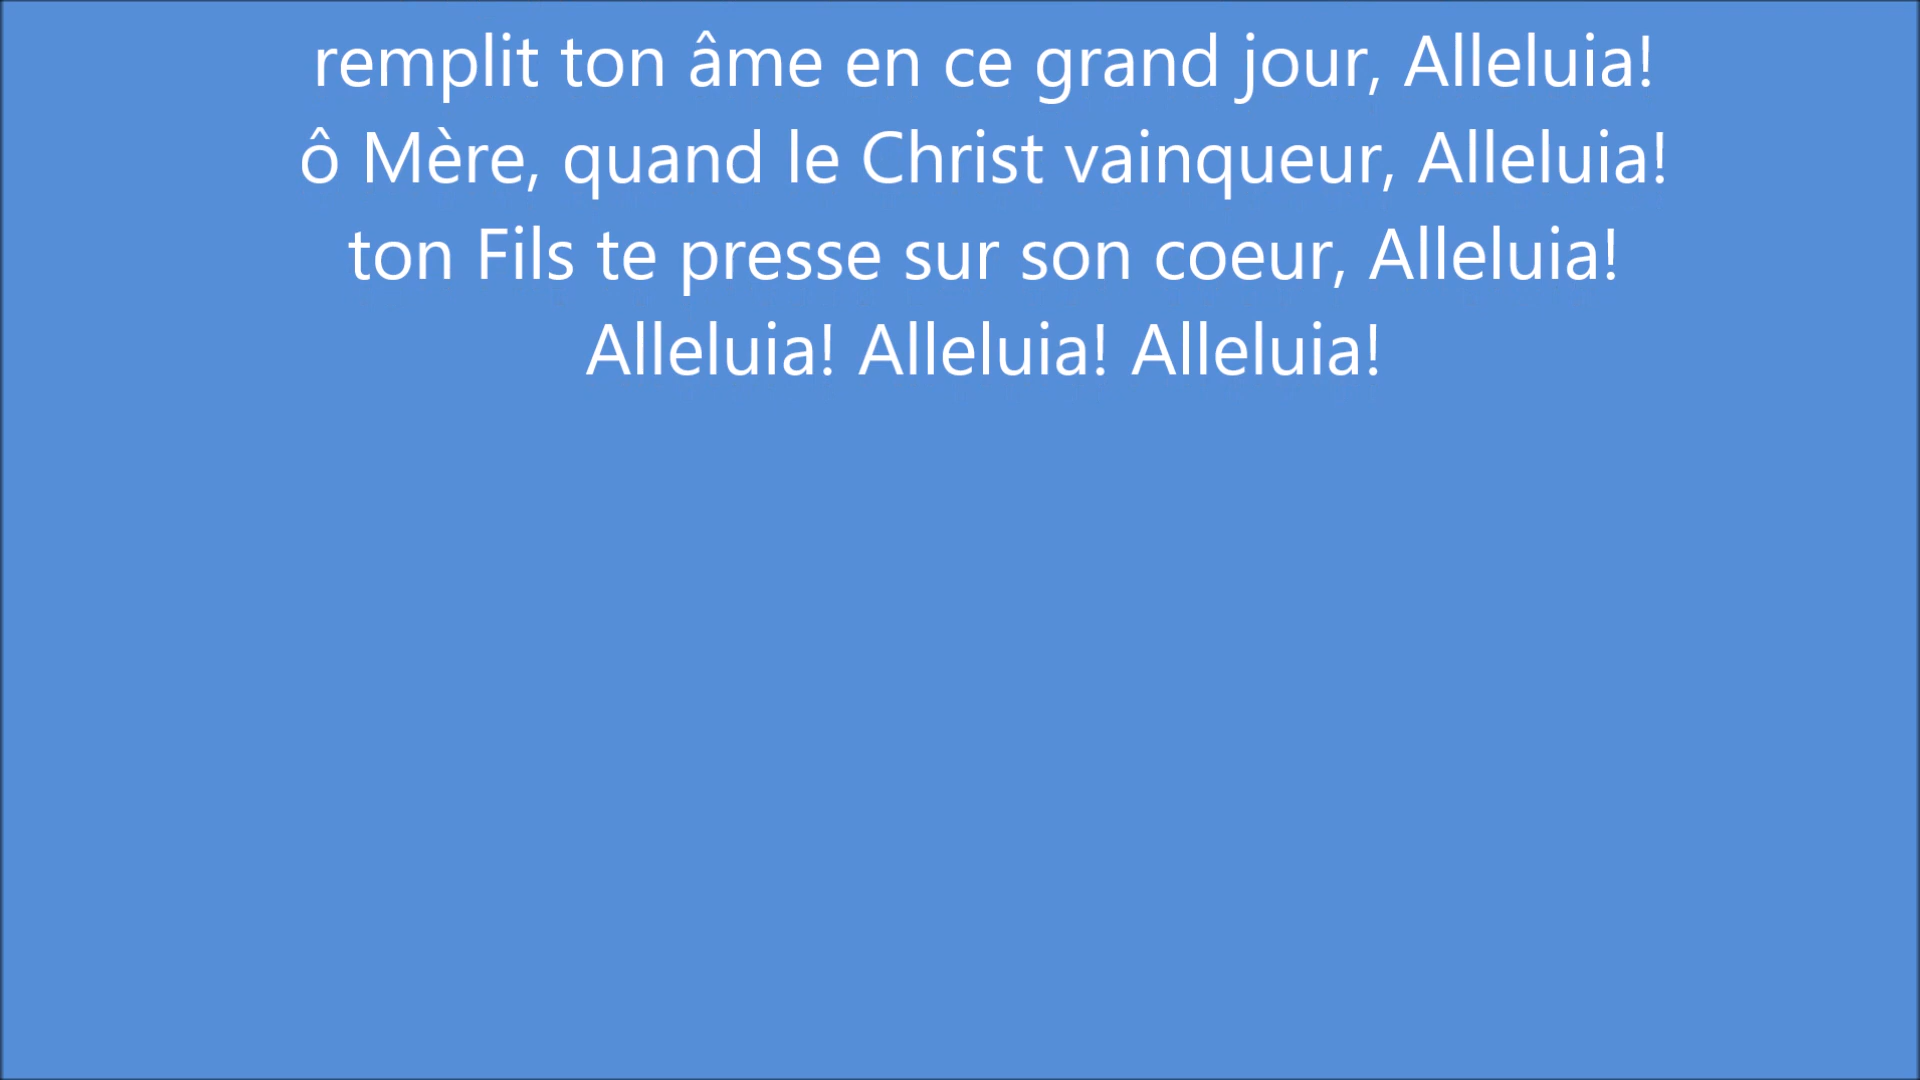 remplit ton âme en ce grand jour, Alleluia!
ô Mère, quand le Christ vainqueur, Alleluia!
ton Fils te presse sur son coeur, Alleluia!
Alleluia! Alleluia! Alleluia!